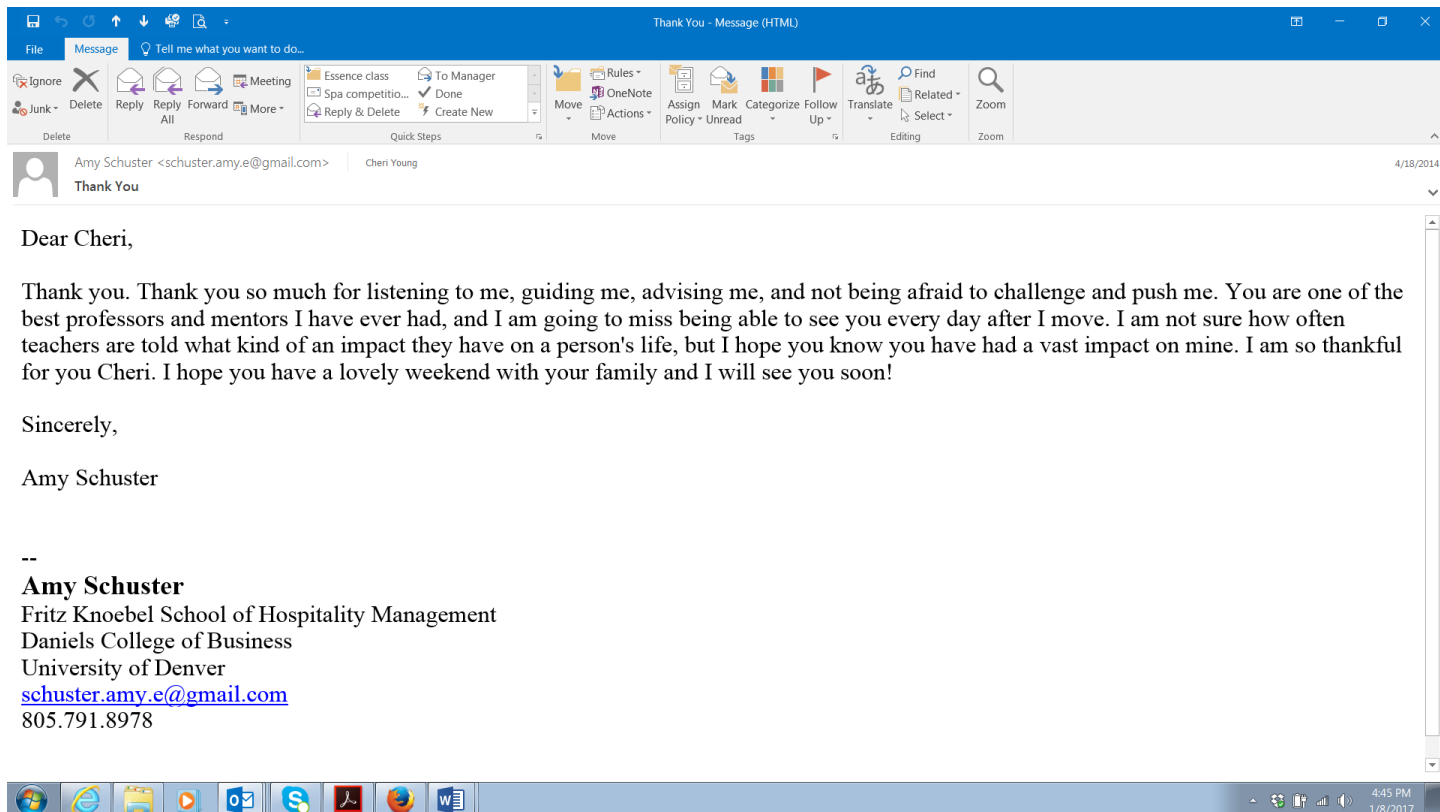 Thank You - Message (HTML)
File Message Tell me what you want to do...
Ignore
Junk
Delete
Reply
Reply All
Forward
Meeting
More
Essence class
Spa competitio...
Reply & Delete
To Manager
Done
Create New
Move
Rules
OneNote
Actions
Assign Policy
Mark Unread
Categorize
Follow Up
Translate
Find
Related
Select
Zoom
Delete Respond Quick Steps Move Tags Editing Zoom
Amy Schuster <schuster.amy.e@gmail.com> Cheri Young 4/18/2014
Thank You
Dear Cheri,
Thank you. Thank you so much for listening to me, guiding me, advising me, and not being afraid to challenge and push me. You are one of the
best professors and mentors I have ever had, and I am going to miss being able to see you every day after I move. I am not sure how often
teachers are told what kind of an impact they have on a person's life, but I hope you know you have had a vast impact on mine. I am so thankful
for you Cheri. I hope you have a lovely weekend with your family and I will see you soon!
Sincerely,
Amy Schuster
--
Amy Schuster
Fritz Knoebel School of Hospitality Management
Daniels College of Business
University of Denver
schuster.amy.e@gmail.com
805.791.8978
4:45 PM
1/8/2017